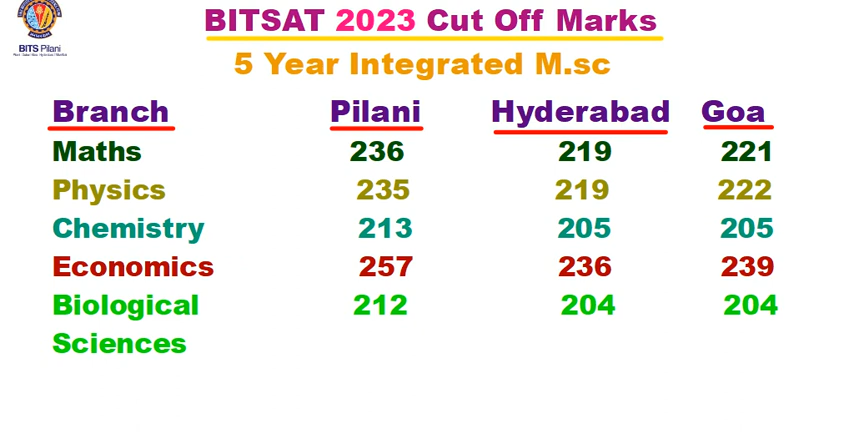 BITS Pilani
BITSAT 2023 Cut Off Marks
5 Year Integrated M.sc
Branch Pilani Hyderabad Goa
Maths 236 219 221
Physics 235 219 222
Chemistry 213 205 205
Economics 257 236 239
Biological 212 204 204
Sciences